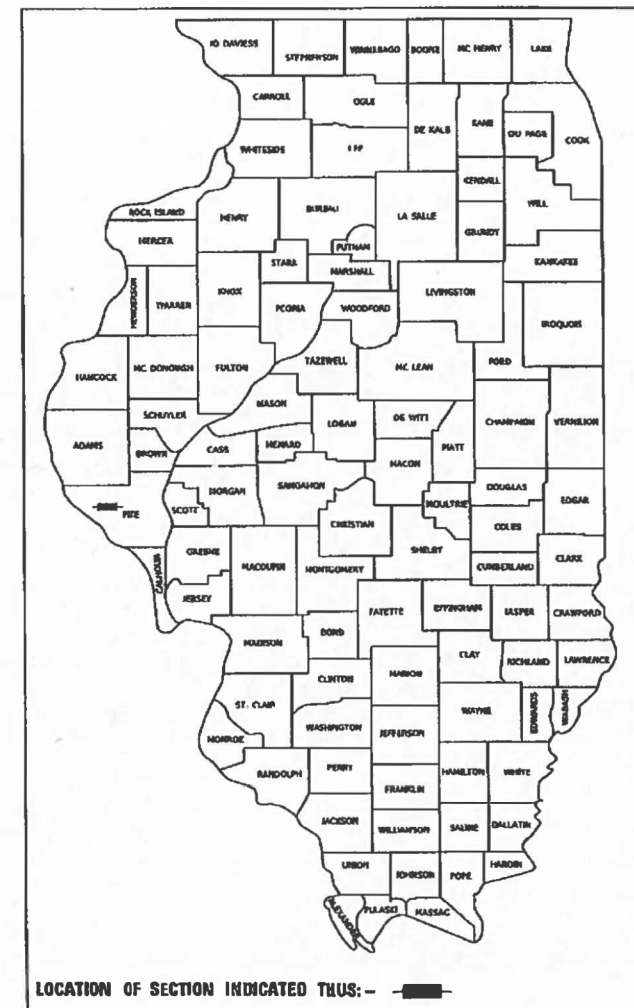 JO DAVIESS
STEPHENSON
WINNEBAGO
BOONE
MC HENRY
LAKE
CARROLL
OGLE
DE KALB
KANE
DU PAGE
COOK
WHITESIDE
LEE
KENDALL
WILL
ROCK ISLAND
HENRY
BUREAU
LA SALLE
GRUNDY
MERCER
PUTNAM
KANKAKEE
STARK
MARSHALL
HENDERSON
WARREN
KNOX
PEORIA
WOODFORD
LIVINGSTON
IROQUOIS
HANCOCK
MC. DONOUGH
FULTON
TAZEWELL
MC LEAN
FORD
SCHUYLER
MASON
LOGAN
DE WITT
CHAMPAIGN
VERMILION
ADAMS
BROWN
CASS
MENARD
PIATT
MACON
PIKE
SCOTT
MORGAN
SANGAMON
CHRISTIAN
MOULTRIE
DOUGLAS
EDGAR
COLES
CALHOUN
GREENE
MACOUPIN
MONTGOMERY
SHELBY
CUMBERLAND
CLARK
JERSEY
FAYETTE
EFFINGHAM
JASPER
CRAWFORD
MADISON
BOND
CLAY
RICHLAND
LAWRENCE
CLINTON
MARION
ST. CLAIR
WASHINGTON
JEFFERSON
WAYNE
EDWARDS
WABASH
MONROE
RANDOLPH
PERRY
HAMILTON
WHITE
FRANKLIN
JACKSON
WILLIAMSON
SALINE
GALLATIN
UNION
JOHNSON
POPE
HARDIN
ALEXANDER
PULASKI
MASSAC
LOCATION OF SECTION INDICATED THUS:-